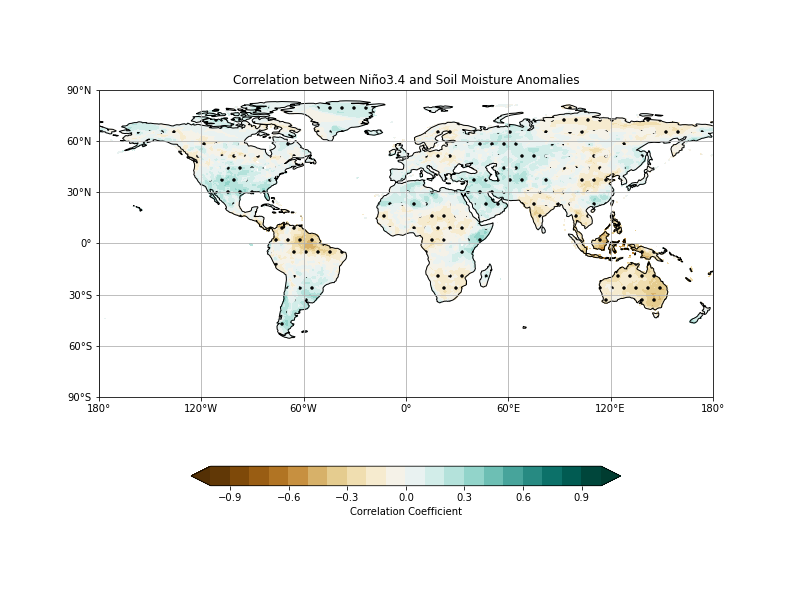 Correlation between Niño3.4 and Soil Moisture Anomalies
90°N
60°N
30°N
0°
30°S
60°S
90°S
180° 120°W 60°W 0° 60°E 120°E 180°
−0.9 −0.6 −0.3 0.0 0.3 0.6 0.9
Correlation Coefficient